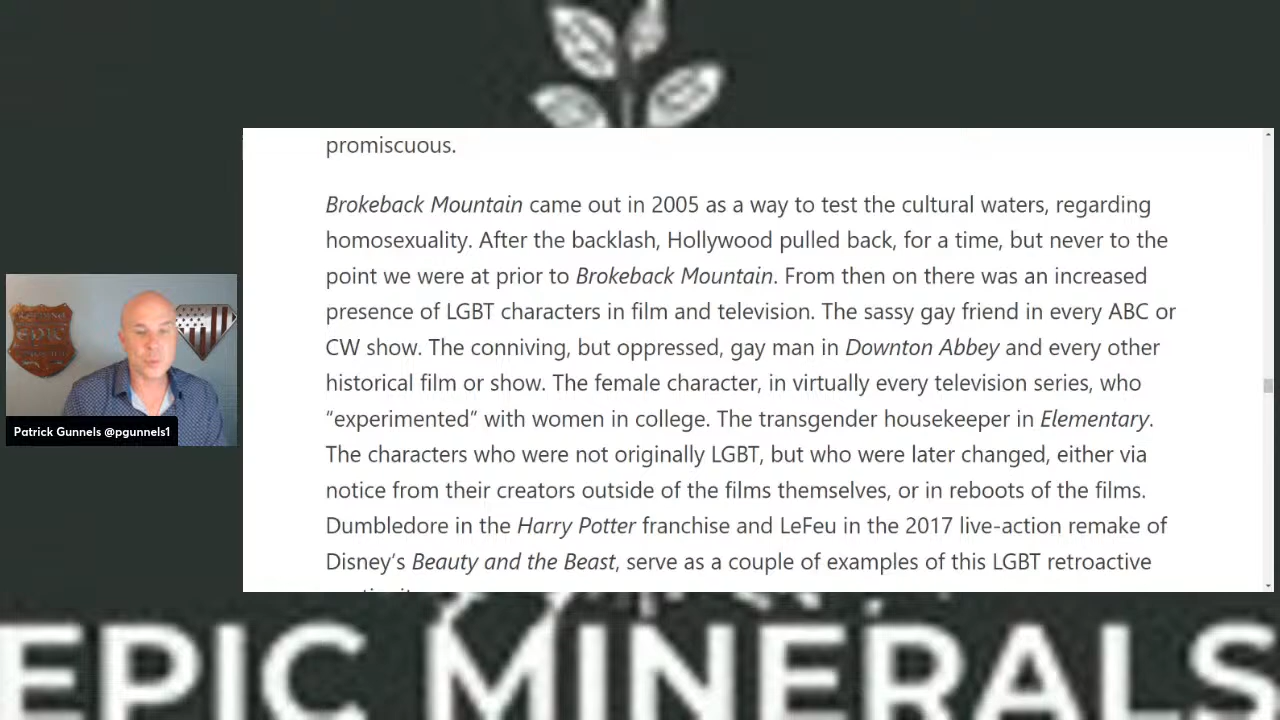 promiscuous.
Brokeback Mountain came out in 2005 as a way to test the cultural waters, regarding
homosexuality. After the backlash, Hollywood pulled back, for a time, but never to the
point we were at prior to Brokeback Mountain. From then on there was an increased
presence of LGBT characters in film and television. The sassy gay friend in every ABC or
CW show. The conniving, but oppressed, gay man in Downton Abbey and every other
historical film or show. The female character, in virtually every television series, who
“experimented” with women in college. The transgender housekeeper in Elementary.
The characters who were not originally LGBT, but who were later changed, either via
notice from their creators outside of the films themselves, or in reboots of the films.
Dumbledore in the Harry Potter franchise and LeFeu in the 2017 live-action remake of
Disney’s Beauty and the Beast, serve as a couple of examples of this LGBT retroactive
EPIC
Patrick Gunnels @pgunnels1
EPIC MINERALS